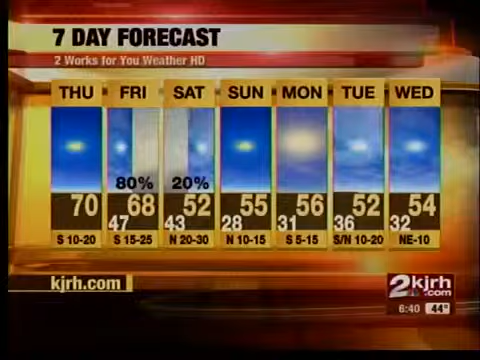 7 DAY FORECAST
2 Works for You Weather HD
THU FRI SAT SUN MON TUE WED
80% 20%
70 68 52 55 56 52 54
47 43 28 31 36 32
S 10-20 S 15-25 N 20-30 N 10-15 S 5-15 S/N 10-20 NE-10
kjrh.com
2kjrh
.com
6:40 44°